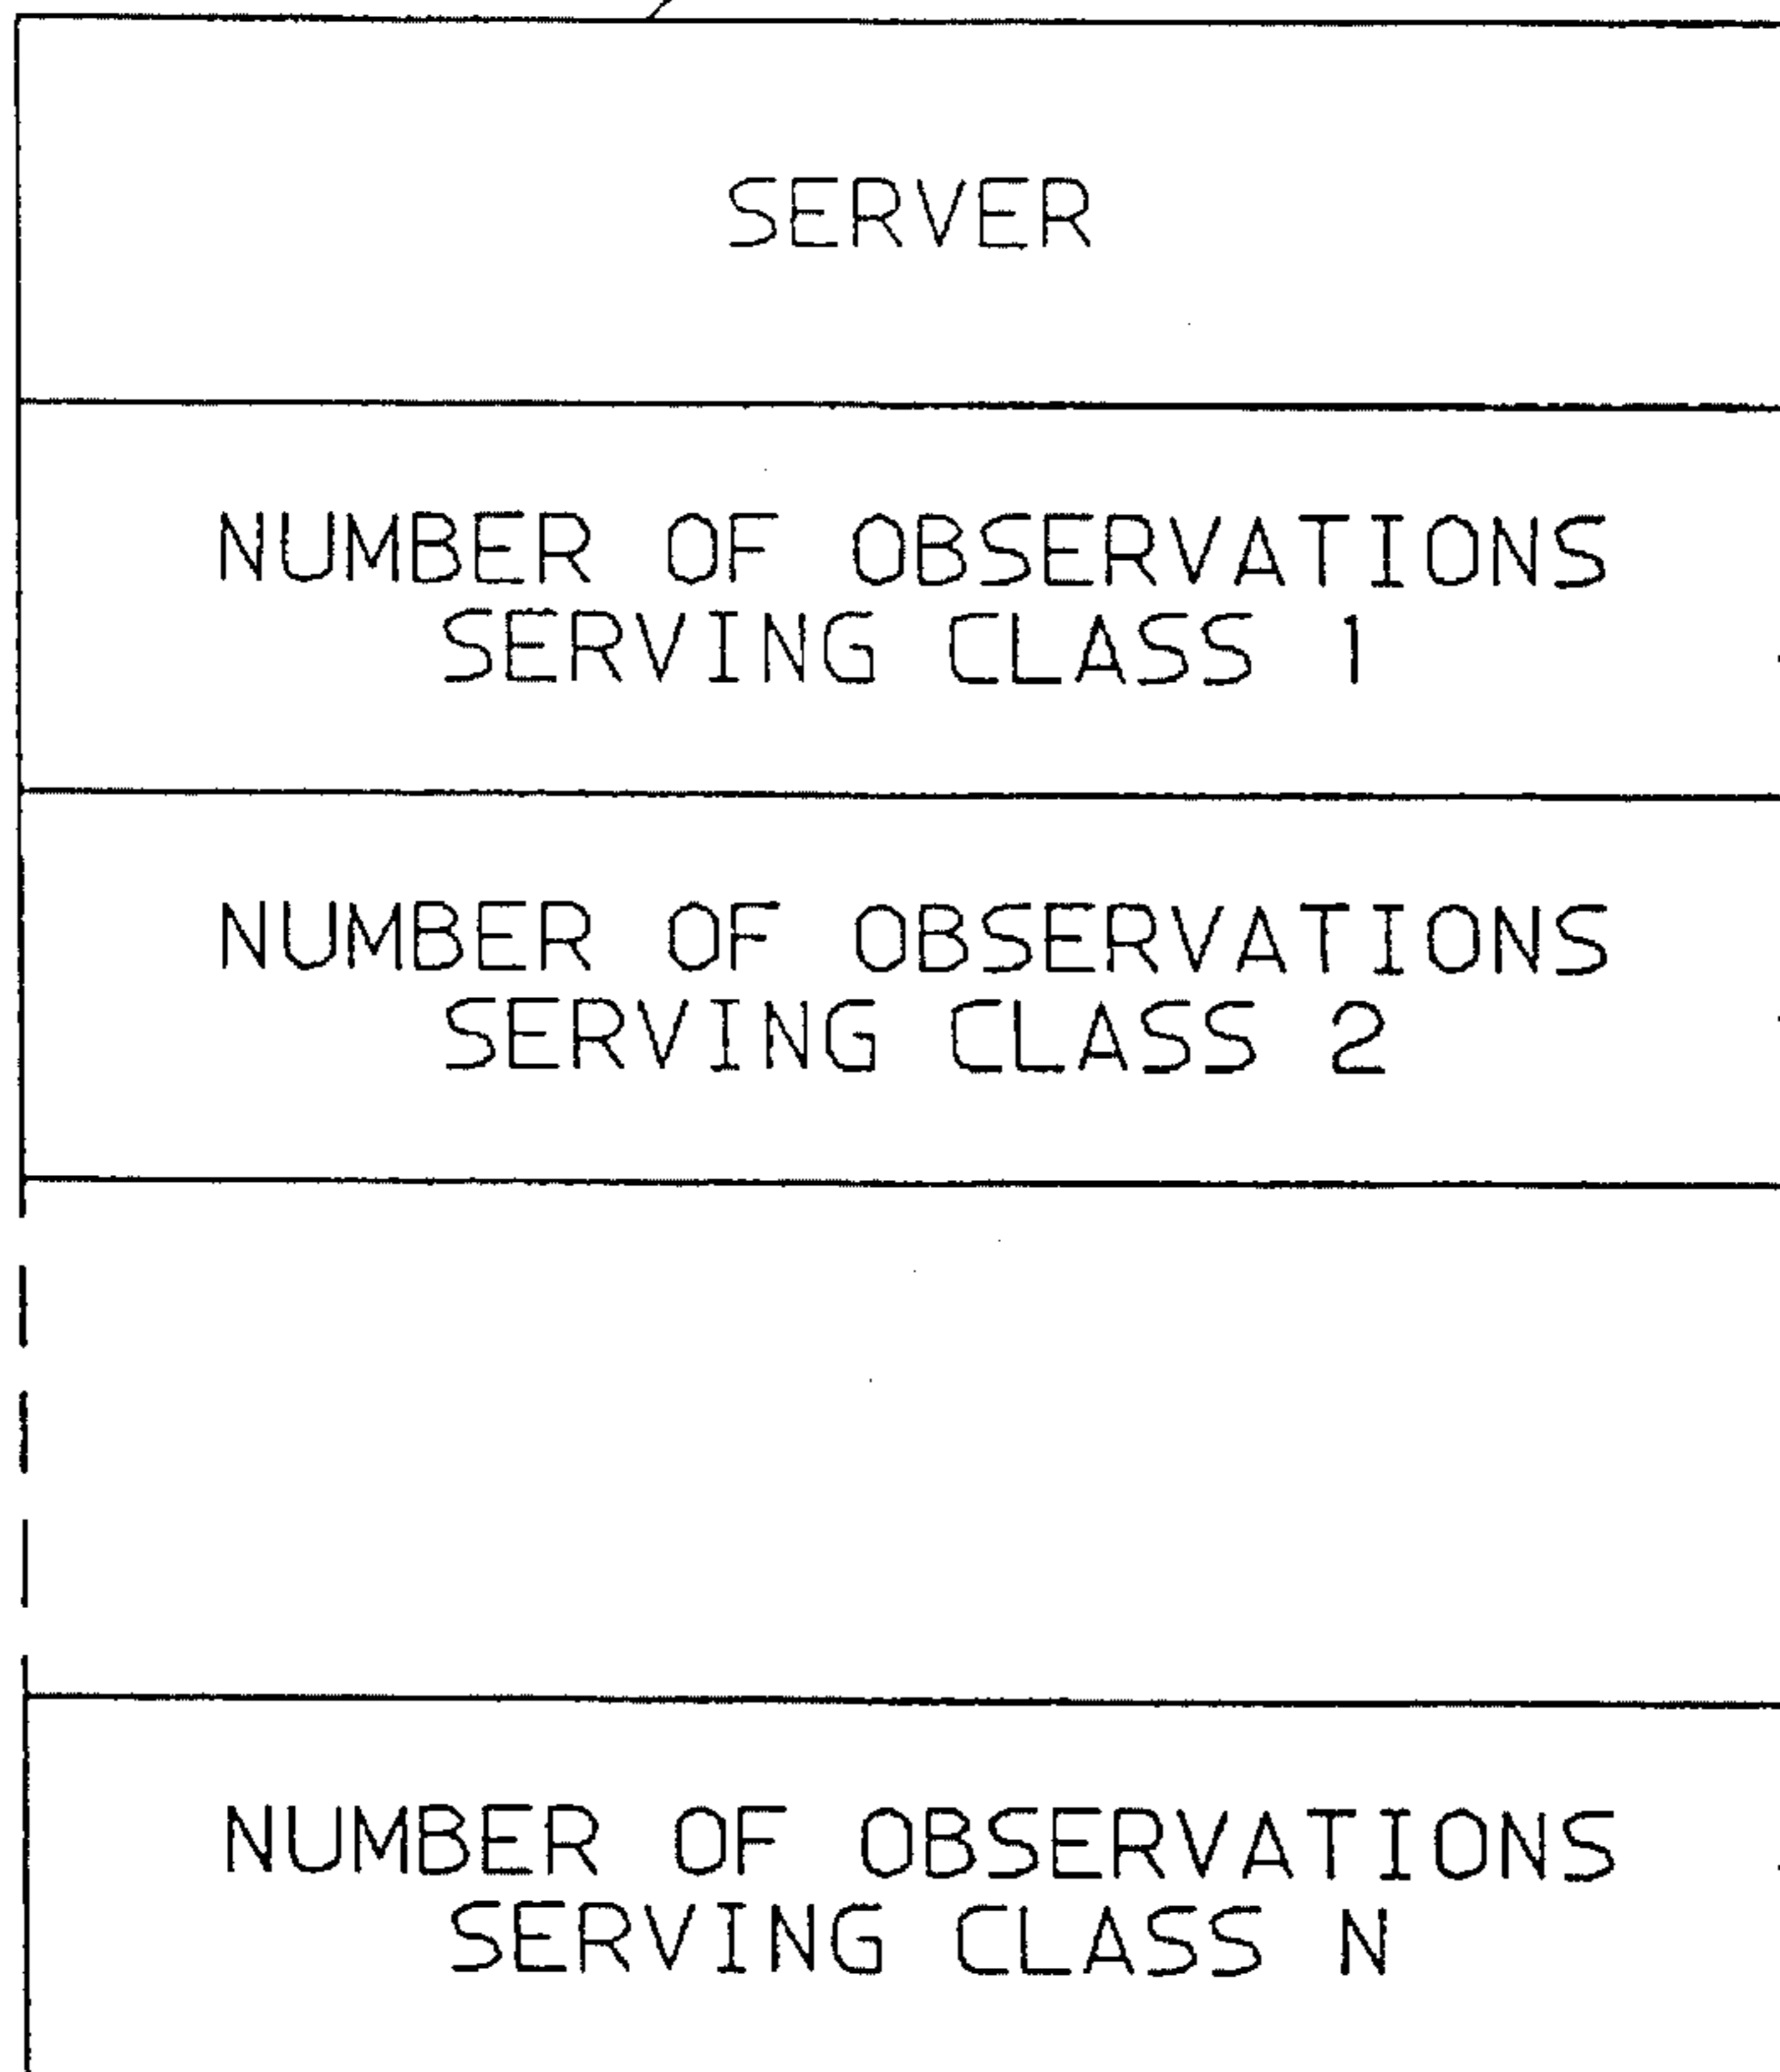 SERVER
NUMBER OF OBSERVATIONS
SERVING CLASS 1
NUMBER OF OBSERVATIONS
SERVING CLASS 2
NUMBER OF OBSERVATIONS
SERVING CLASS N